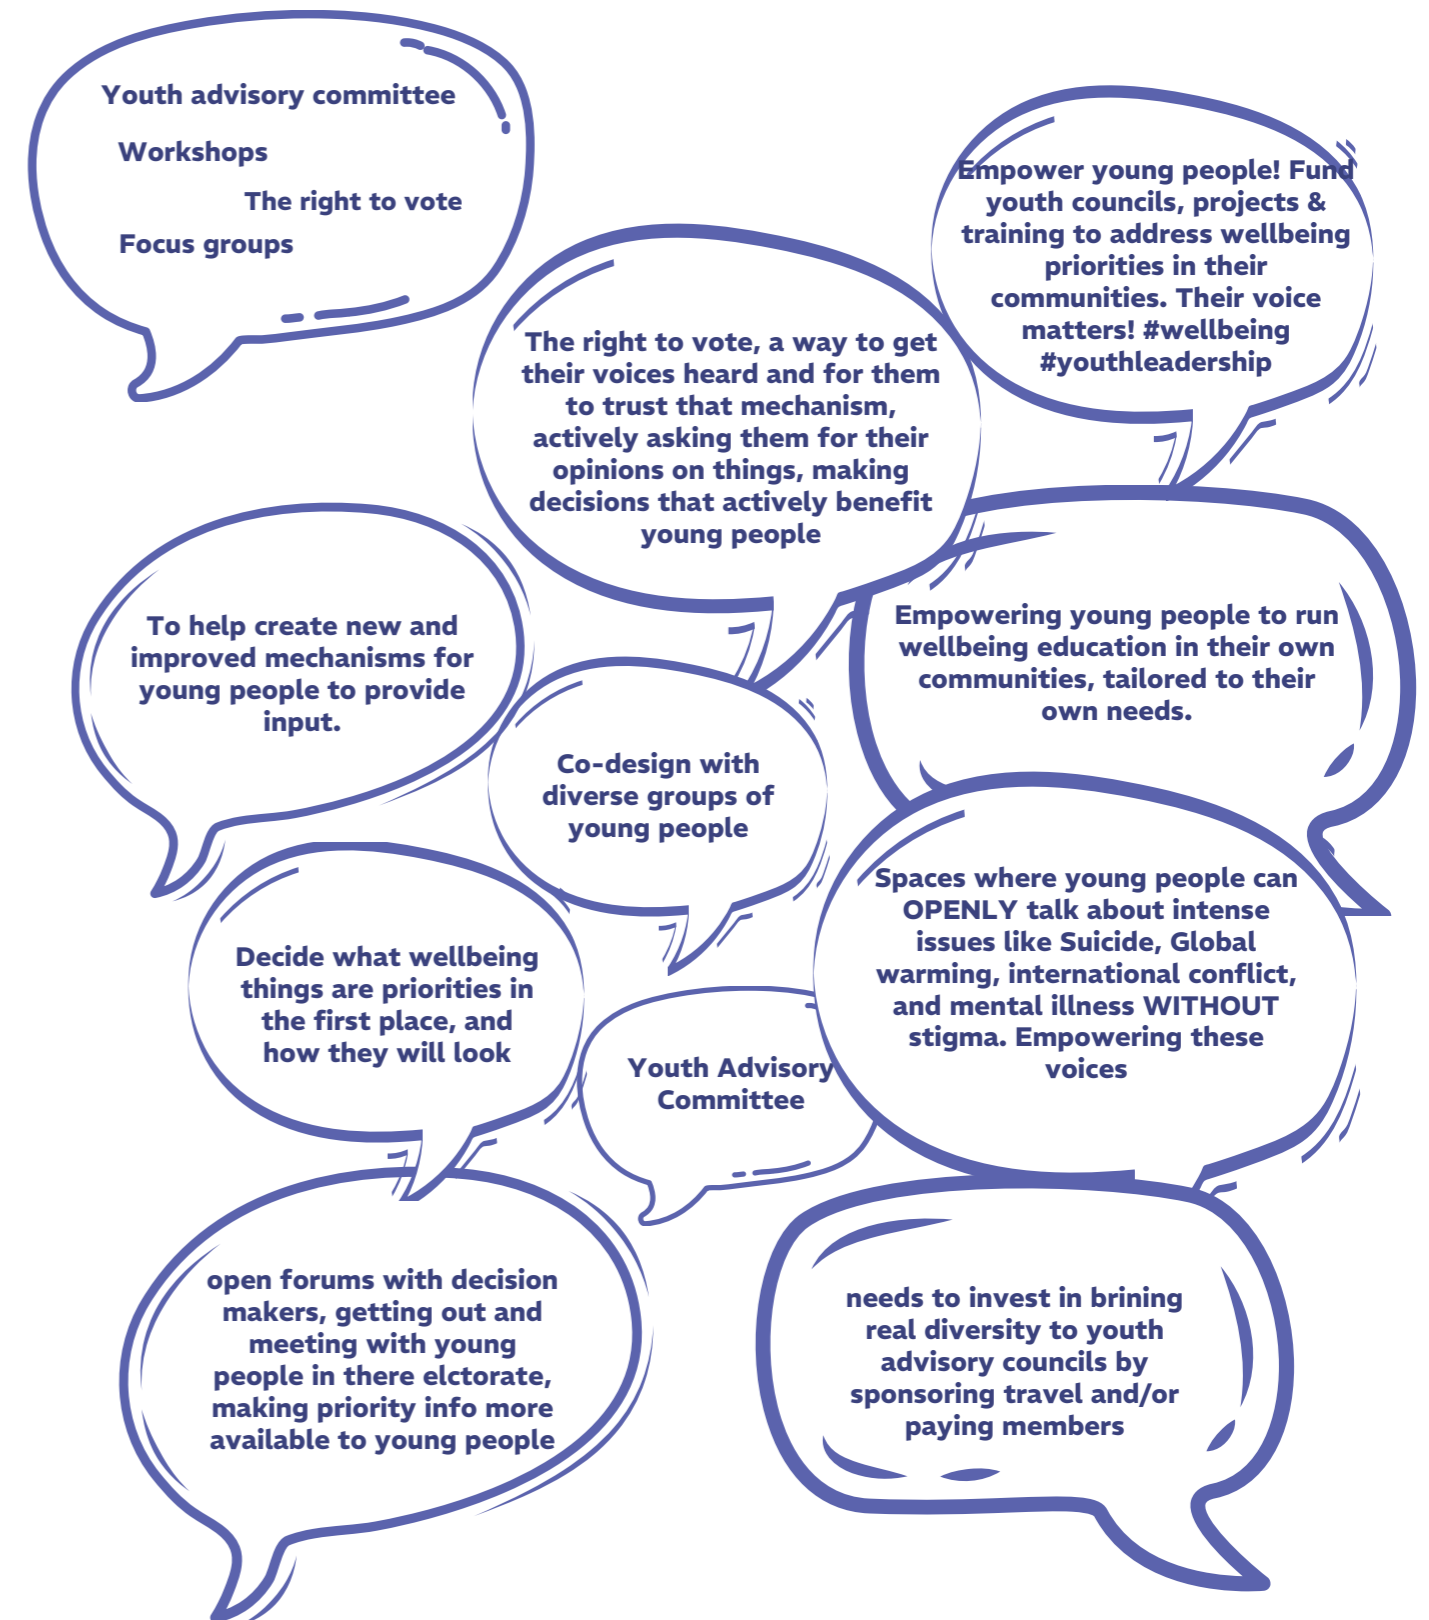 Youth advisory committee
Workshops
The right to vote
Focus groups
Empower young people! Fund
youth councils, projects &
training to address wellbeing
priorities in their
communities. Their voice
matters! #wellbeing
#youthleadership
The right to vote, a way to get
their voices heard and for them
to trust that mechanism,
actively asking them for their
opinions on things, making
decisions that actively benefit
young people
To help create new and
improved mechanisms for
young people to provide
input.
Empowering young people to run
wellbeing education in their own
communities, tailored to their
own needs.
Co-design with
diverse groups of
young people
Spaces where young people can
OPENLY talk about intense
issues like Suicide, Global
warming, international conflict,
and mental illness WITHOUT
stigma. Empowering these
voices
Decide what wellbeing
things are priorities in
the first place, and
how they will look
Youth Advisory
Committee
open forums with decision
makers, getting out and
meeting with young
people in there elctorate,
making priority info more
available to young people
needs to invest in brining
real diversity to youth
advisory councils by
sponsoring travel and/or
paying members